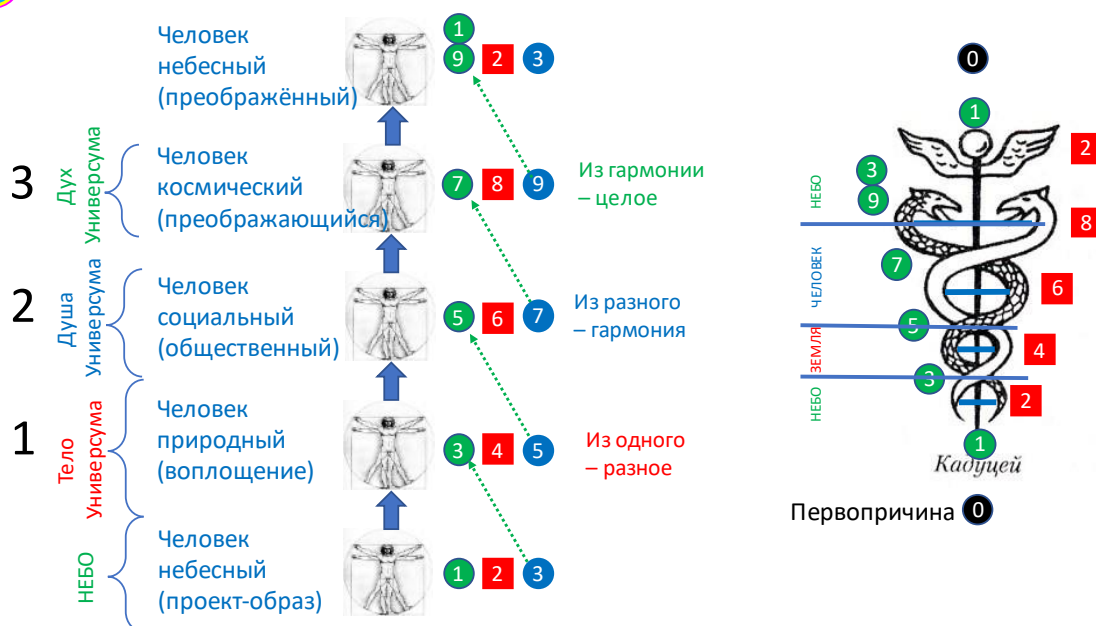 Человек
небесный
(преображённый)
1
9 2 3
3
Дух
Универсума
Человек
космический
(преображающийся)
7 8 9
Из гармонии
– целое
2
Душа
Универсума
Человек
социальный
(общественный)
5 6 7
Из разного
– гармония
1
Тело
Универсума
Человек
природный
(воплощение)
3 4 5
Из одного
– разное
НЕБО
Человек
небесный
(проект-образ)
1 2 3
0
1
2
3
9
НЕБО
8
7
ЧЕЛОВЕК
6
5
ЗЕМЛЯ
4
3
НЕБО
2
1
Кадуцей
Первопричина 0